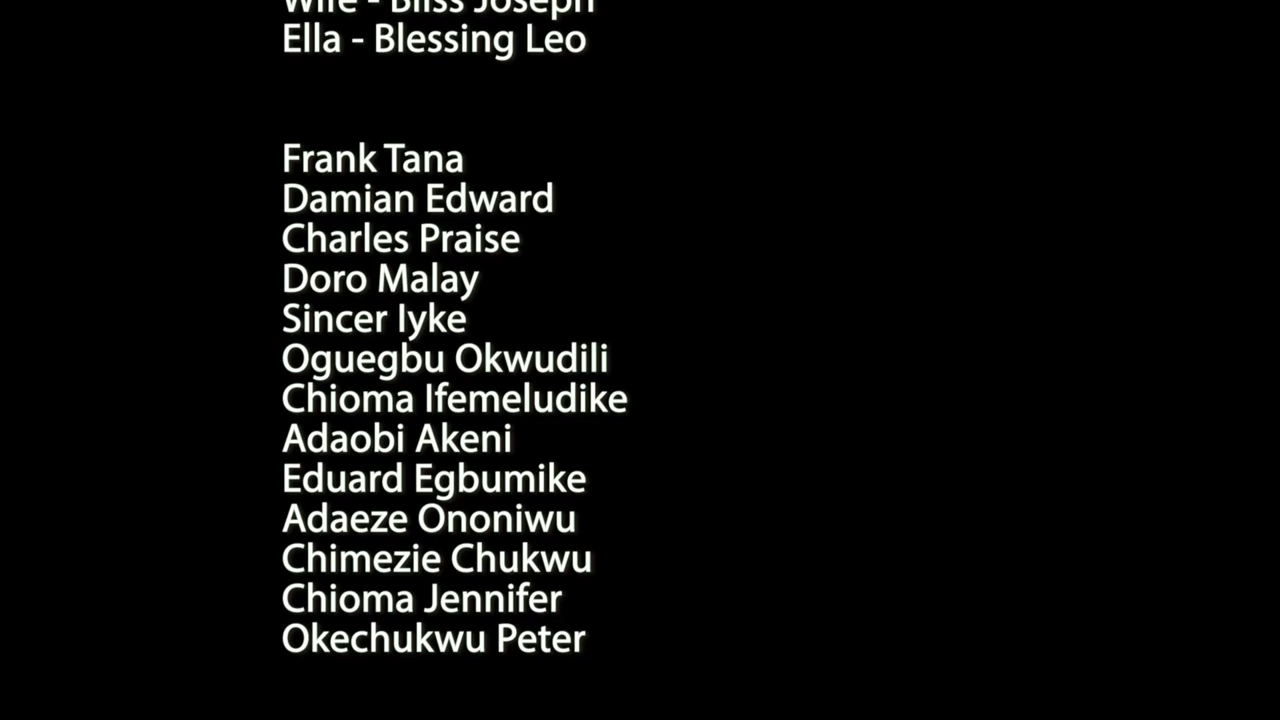 Wife - Bliss Joseph
Ella - Blessing Leo
Frank Tana
Damian Edward
Charles Praise
Doro Malay
Sincer Iyke
Oguegbu Okwudili
Chioma Ifemeludike
Adaobi Akeni
Eduard Egbumike
Adaeze Ononiwu
Chimezie Chukwu
Chioma Jennifer
Okechukwu Peter